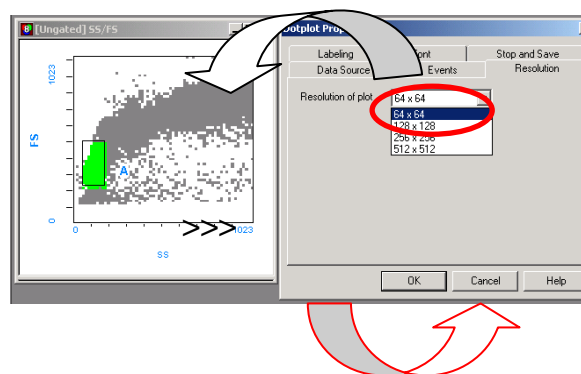 [Ungated] SS/FS
1023
FS
0
A
0
>>>
1023
SS
Dotplot Prop
Labeling
Font
Stop and Save
Data Source
Events
Resolution
Resolution of plot
64 x 64
64 x 64
128 x 128
256 x 256
512 x 512
OK
Cancel
Help